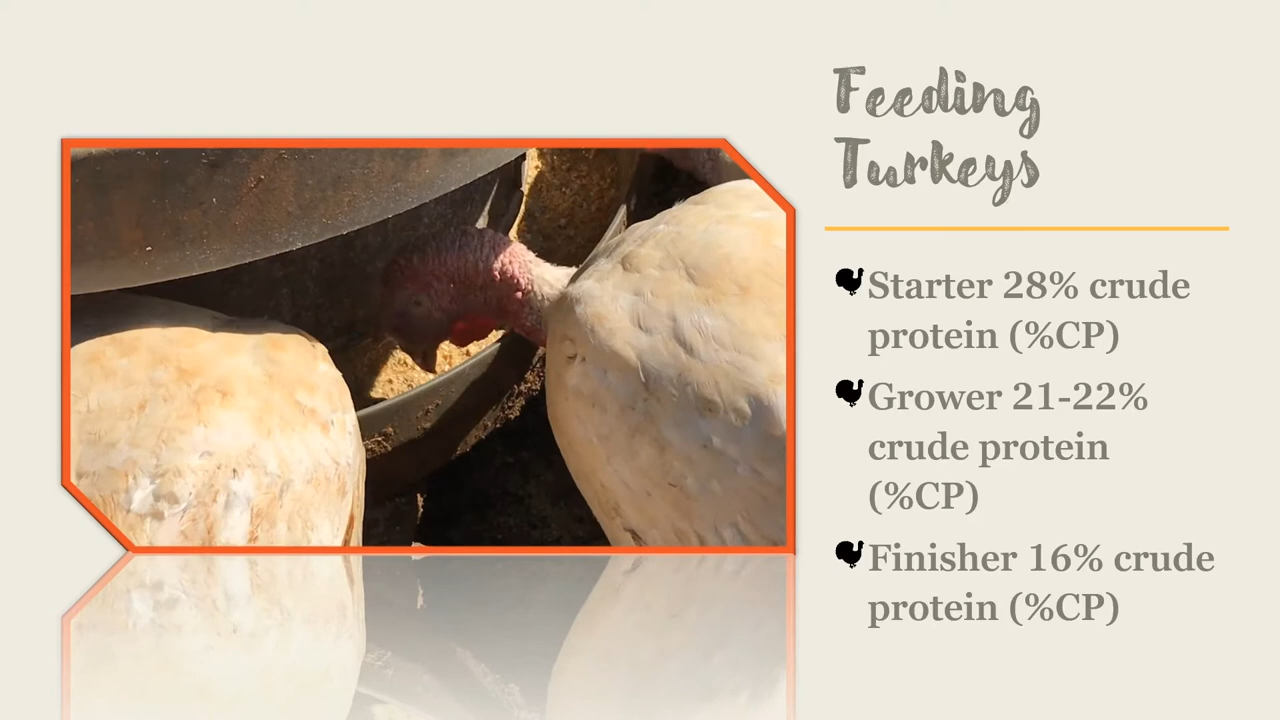 Feeding
Turkeys
Starter 28% crude
protein (%CP)
Grower 21-22%
crude protein
(%CP)
Finisher 16% crude
protein (%CP)